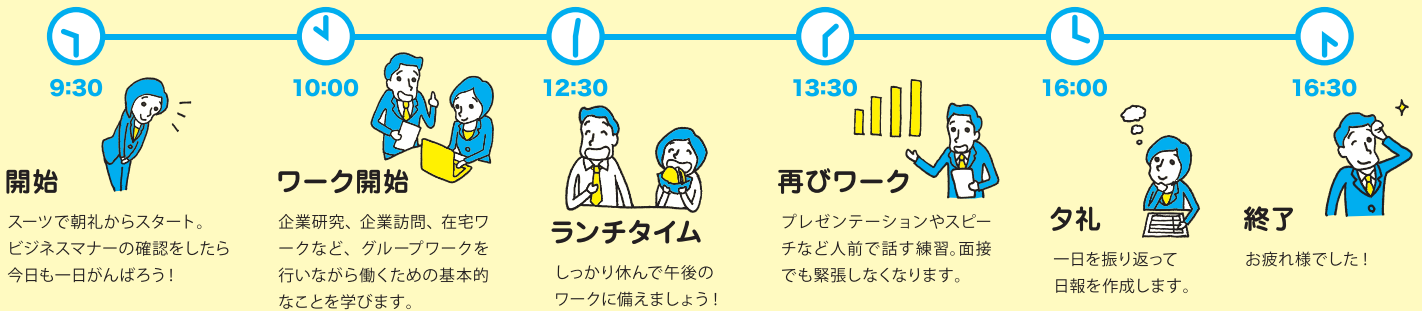 9:30
開始
スーツで朝礼からスタート。
ビジネスマナーの確認をしたら
今日も一日がんばろう！
10:00
ワーク開始
企業研究、企業訪問、在宅ワ
ークなど、グループワークを
行いながら働くための基本的
なことを学びます。
12:30
ランチタイム
しっかり休んで午後の
ワークに備えましょう！
13:30
再びワーク
プレゼンテーションやスピー
チなど人前で話す練習。面接
でも緊張しなくなります。
16:00
夕礼
一日を振り返って
日報を作成します。
16:30
終了
お疲れ様でした！